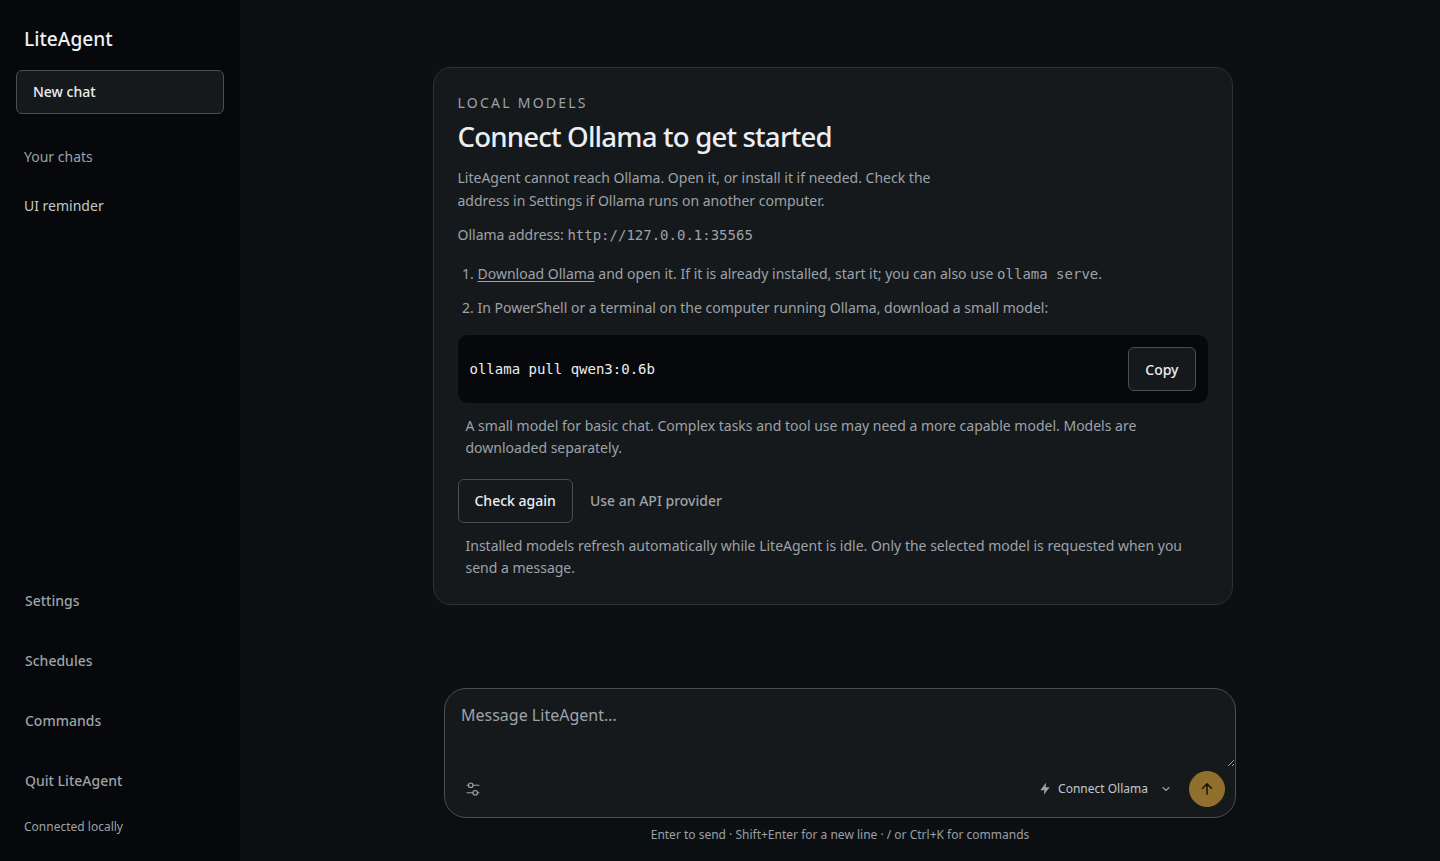 LiteAgent
New chat
Your chats
UI reminder
Settings
Schedules
Commands
Quit LiteAgent
Connected locally
LOCAL MODELS
Connect Ollama to get started
LiteAgent cannot reach Ollama. Open it, or install it if needed. Check the
address in Settings if Ollama runs on another computer.
Ollama address: http://127.0.0.1:35565
1. Download Ollama and open it. If it is already installed, start it; you can also use ollama serve.
2. In PowerShell or a terminal on the computer running Ollama, download a small model:
ollama pull qwen3:0.6b
Copy
A small model for basic chat. Complex tasks and tool use may need a more capable model. Models are
downloaded separately.
Check again
Use an API provider
Installed models refresh automatically while LiteAgent is idle. Only the selected model is requested when you
send a message.
Message LiteAgent...
Connect Ollama
Enter to send · Shift+Enter for a new line · / or Ctrl+K for commands